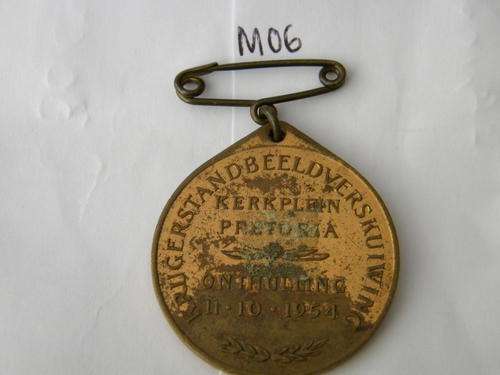 M06
KRUGERSTANDBEELDVERSKUIWING
KERKPLEIN
PRETORIA
ONTHULLING
11-10-1954